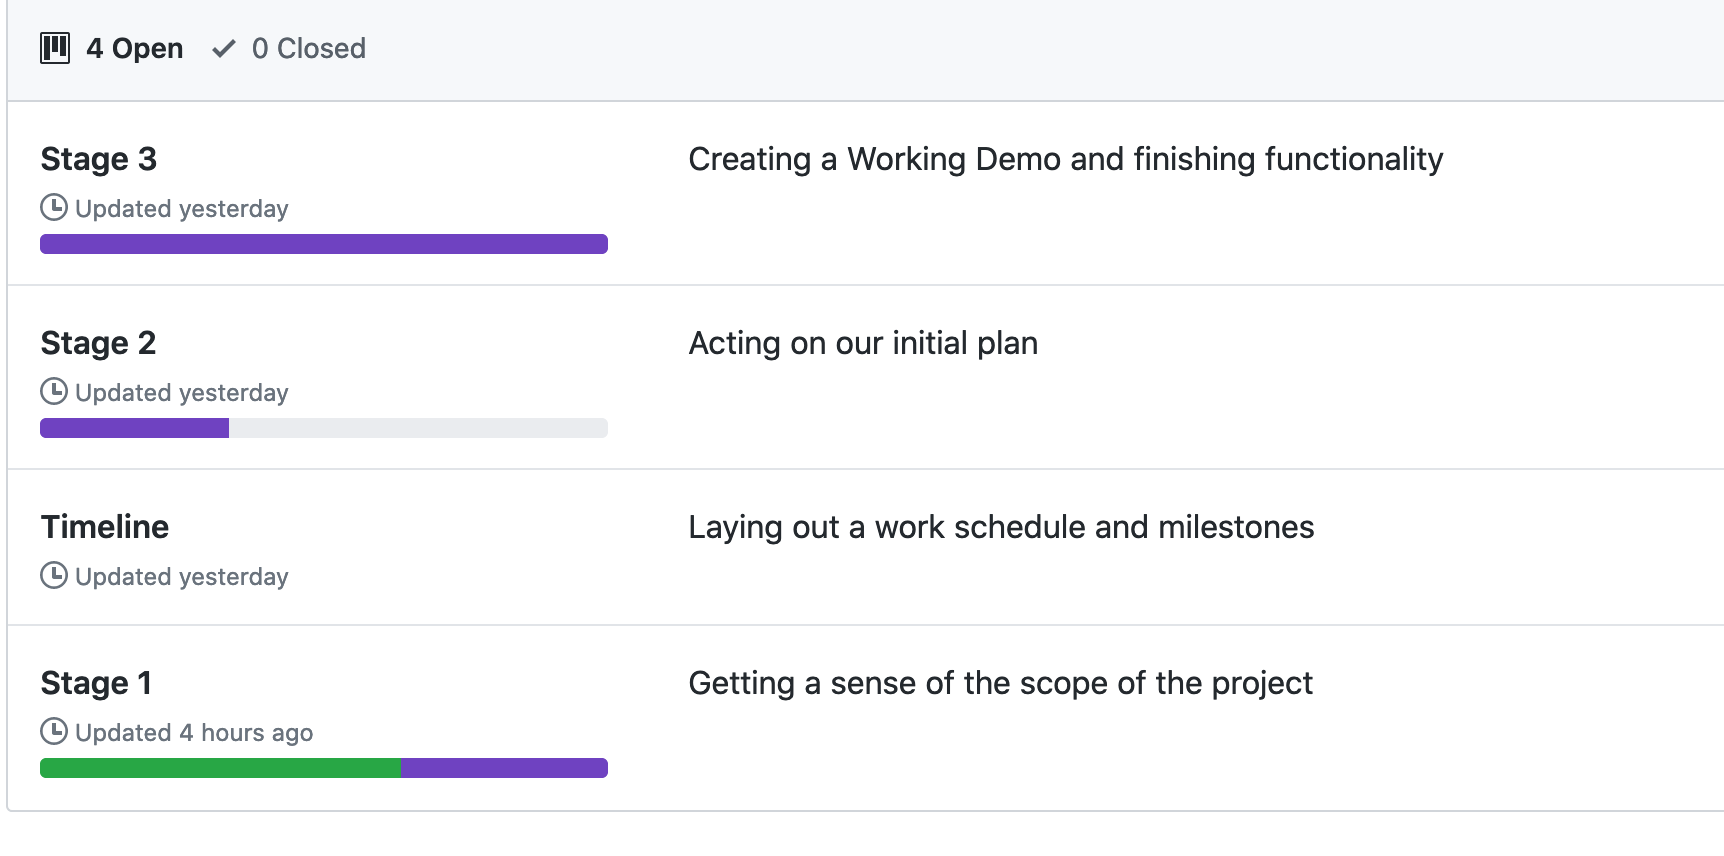 4 Open 0 Closed
Stage 3
Creating a Working Demo and finishing functionality
Updated yesterday
Stage 2
Acting on our initial plan
Updated yesterday
Timeline
Laying out a work schedule and milestones
Updated yesterday
Stage 1
Getting a sense of the scope of the project
Updated 4 hours ago